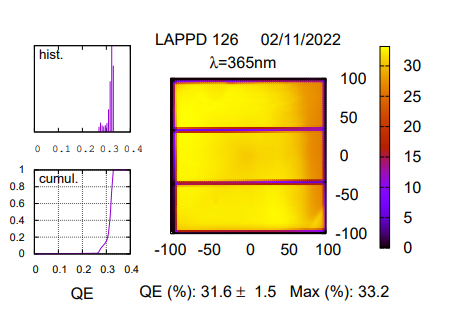 LAPPD 126 02/11/2022
λ=365nm
hist.
0 0.1 0.2 0.3 0.4
cumul.
1
0.8
0.6
0.4
0.2
0
0 0.1 0.2 0.3 0.4
QE
100
50
0
-50
-100
-100 -50 0 50 100
30
25
20
15
10
5
0
QE (%): 31.6 ± 1.5 Max (%): 33.2